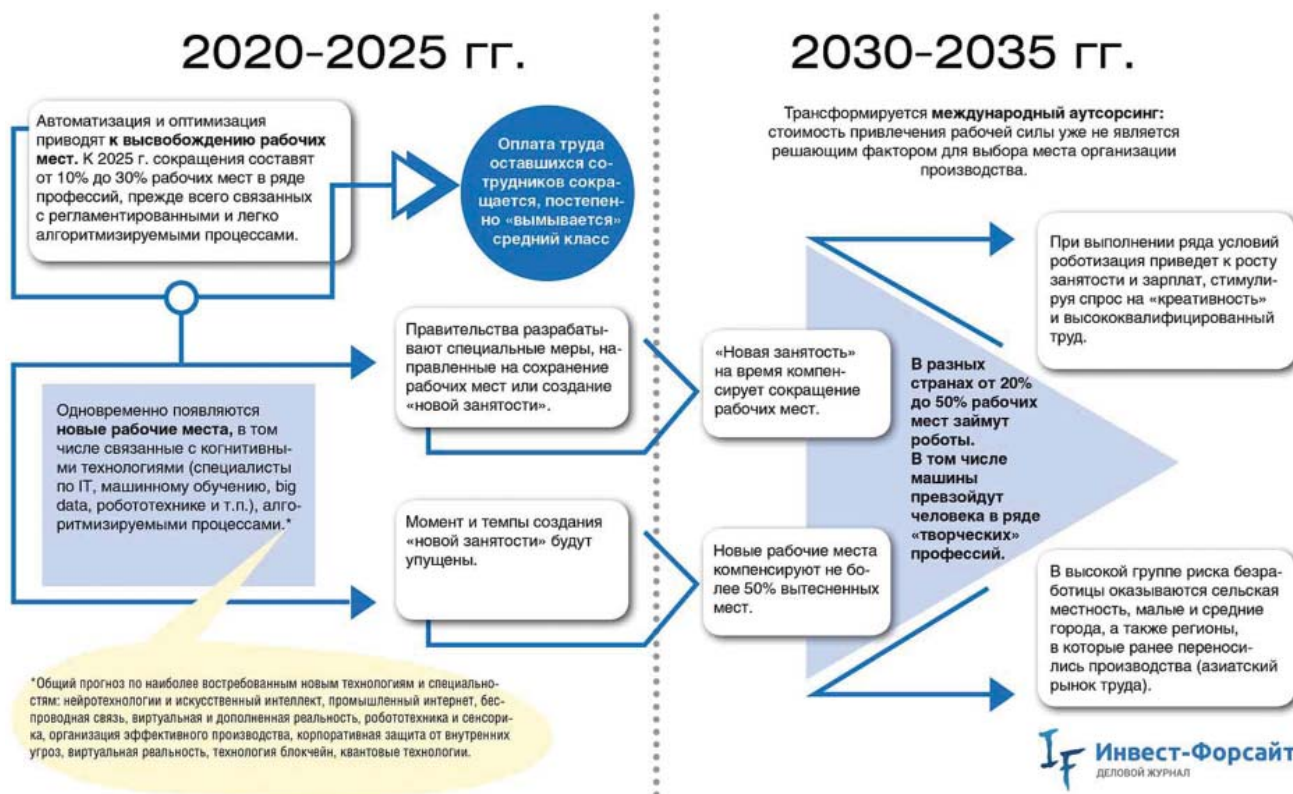 2020-2025 гг.
Автоматизация и оптимизация
приводят к высвобождению рабочих
мест. К 2025 г. сокращения составят
от 10% до 30% рабочих мест в ряде
профессий, прежде всего связанных
с регламентированными и легко
алгоритмизируемыми процессами.
Оплата труда
оставшихся со-
трудников сокра-
щается, постепен-
но «вымывается»
средний класс
Одновременно появляются
новые рабочие места, в том
числе связанные с когнитивны-
ми технологиями (специалисты
по IT, машинному обучению, big
data, робототехнике и т.п.), алго-
ритмизируемыми процессами.*
Правительства разрабаты-
вают специальные меры, на-
правленные на сохранение
рабочих мест или создание
«новой занятости».
Момент и темпы создания
«новой занятости» будут
упущены.
*Общий прогноз по наиболее востребованным новым технологиям и специально-
стям: нейротехнологии и искусственный интеллект, промышленный интернет, бес-
проводная связь, виртуальная и дополненная реальность, робототехника и сенсори-
ка, организация эффективного производства, корпоративная защита от внутренних
угроз, виртуальная реальность, технология блокчейн, квантовые технологии.
2030-2035 гг.
Трансформируется международный аутсорсинг:
стоимость привлечения рабочей силы уже не является
решающим фактором для выбора места организации
производства.
«Новая занятость»
на время компен-
сирует сокращение
рабочих мест.
Новые рабочие места
компенсируют не бо-
лее 50% вытесненных
мест.
В разных
странах от 20%
до 50% рабочих
мест займут
роботы.
В том числе
машины
превзойдут
человека в ряде
«творческих»
профессий.
При выполнении ряда условий
роботизация приведет к росту
занятости и зарплат, стимули-
руя спрос на «креативность»
и высококвалифицированный
труд.
В высокой группе риска безра-
ботицы оказываются сельская
местность, малые и средние
города, а также регионы,
в которые ранее переноси-
лись производства (азиатский
рынок труда).
IF Инвест-Форсайт
ДЕЛОВОЙ ЖУРНАЛ